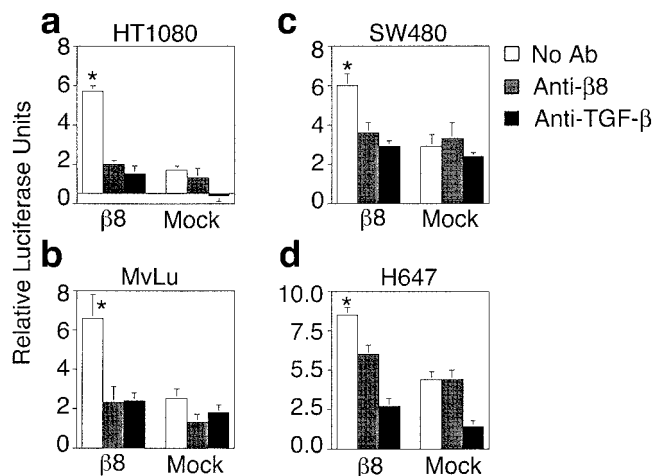 Relative Luciferase Units
a HT1080
8
6
4
2
0
*
β8 Mock
c SW480
8
6
4
2
0
*
β8 Mock
No Ab
Anti-β8
Anti-TGF-β
b MvLu
8
6
4
2
0
*
β8 Mock
d H647
10.0
7.5
5.5
2.5
0.0
*
β8 Mock